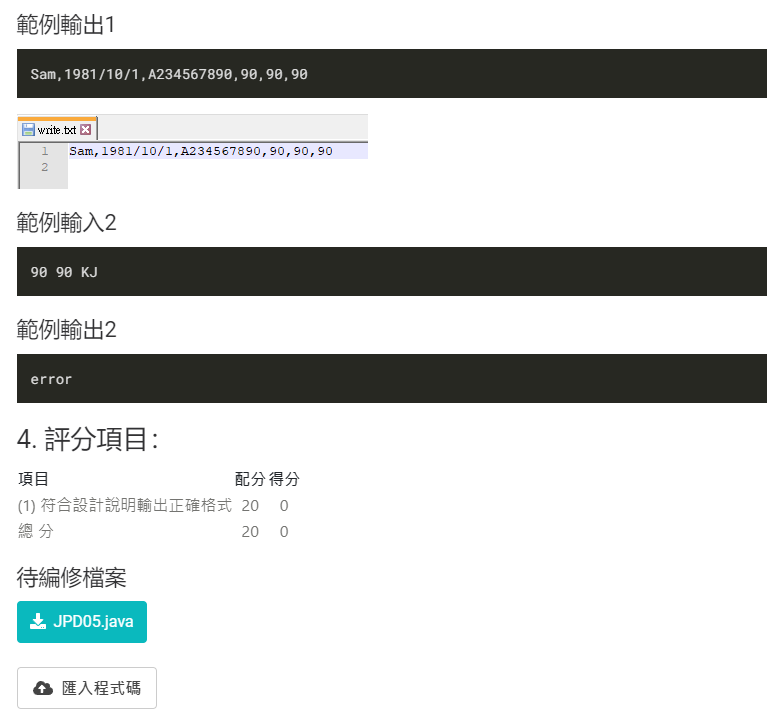 範例輸出1
Sam,1981/10/1,A234567890,90,90,90
write.txt
1 Sam,1981/10/1,A234567890,90,90,90
2
範例輸入2
90 90 KJ
範例輸出2
error
4. 評分項目：
項目 配分 得分
(1) 符合設計說明輸出正確格式 20 0
總 分 20 0
待編修檔案
JPD05.java
匯入程式碼